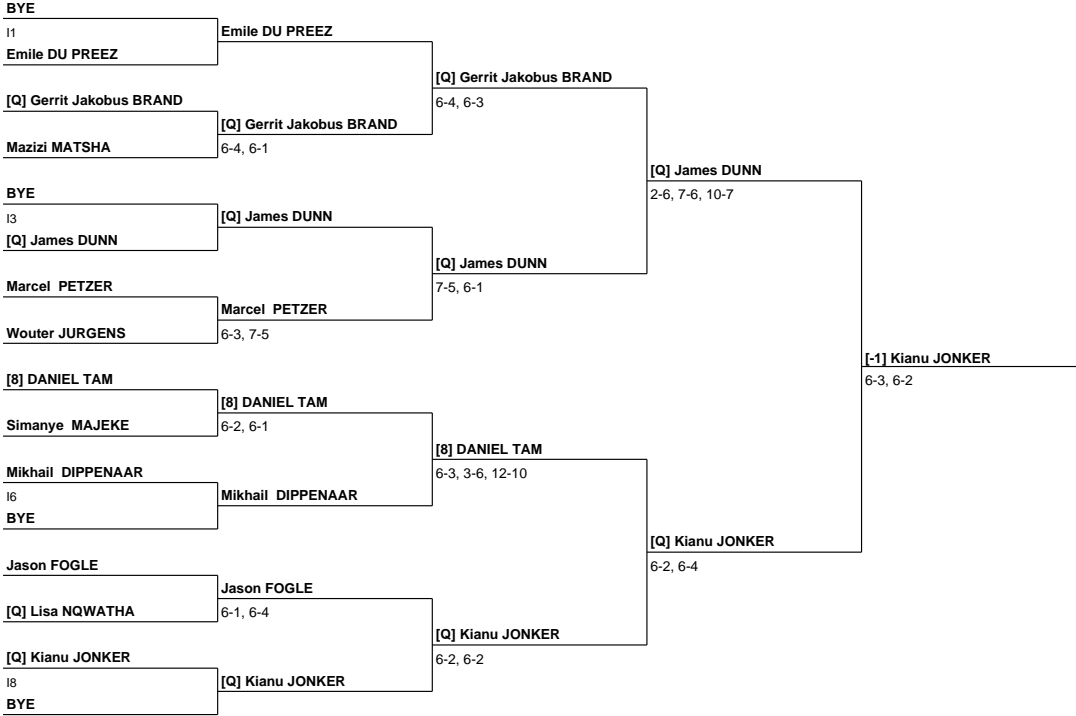 BYE
I1
Emile DU PREEZ
Emile DU PREEZ
[Q] Gerrit Jakobus BRAND
6-4, 6-3
[Q] Gerrit Jakobus BRAND
[Q] Gerrit Jakobus BRAND
Mazizi MATSHA
6-4, 6-1
[Q] James DUNN
2-6, 7-6, 10-7
BYE
I3
[Q] James DUNN
[Q] James DUNN
[Q] James DUNN
7-5, 6-1
Marcel PETZER
Marcel PETZER
Wouter JURGENS
6-3, 7-5
[-1] Kianu JONKER
6-3, 6-2
[8] DANIEL TAM
[8] DANIEL TAM
Simanye MAJEKE
6-2, 6-1
[8] DANIEL TAM
6-3, 3-6, 12-10
Mikhail DIPPENAAR
I6
Mikhail DIPPENAAR
BYE
[Q] Kianu JONKER
6-2, 6-4
Jason FOGLE
Jason FOGLE
[Q] Lisa NQWATHA
6-1, 6-4
[Q] Kianu JONKER
6-2, 6-2
[Q] Kianu JONKER
I8
[Q] Kianu JONKER
BYE